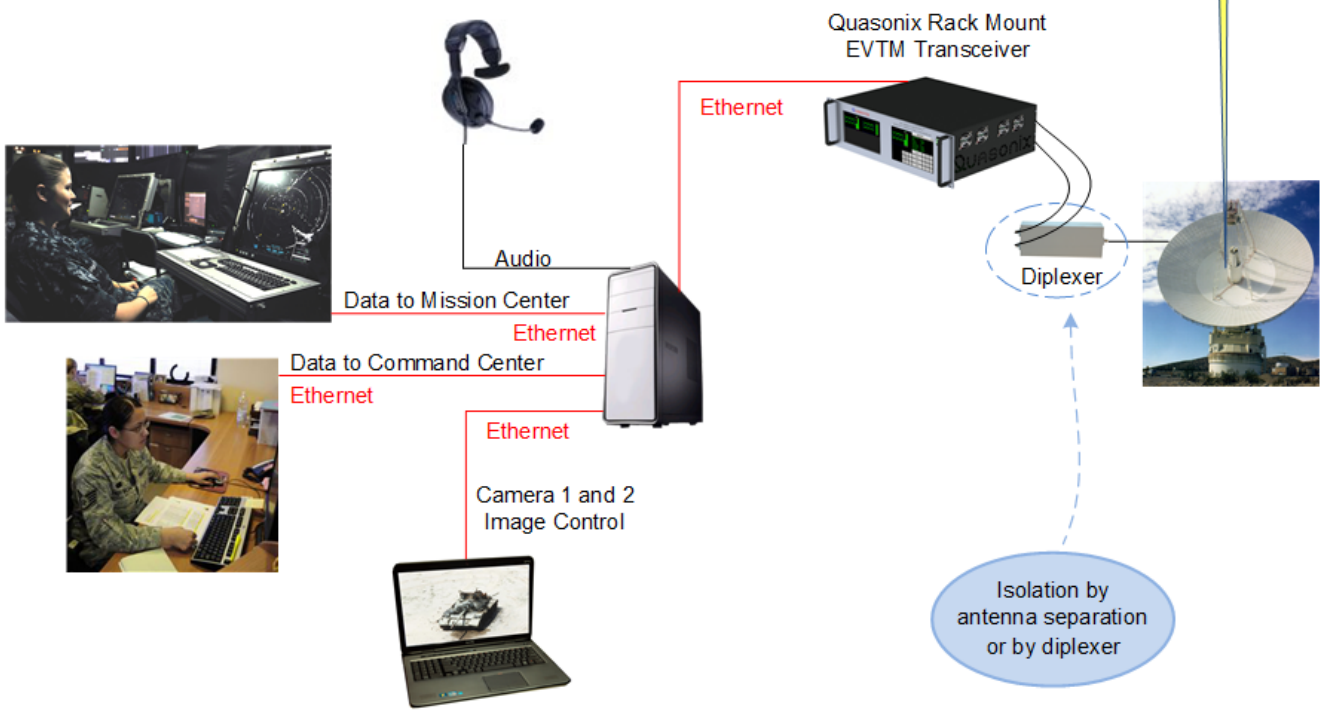 Quasonix Rack Mount
EVTM Transceiver
Ethernet
QUASONIX
Diplexer
Audio
Data to Mission Center
Ethernet
Data to Command Center
Ethernet
Ethernet
Camera 1 and 2
Image Control
Isolation by
antenna separation
or by diplexer